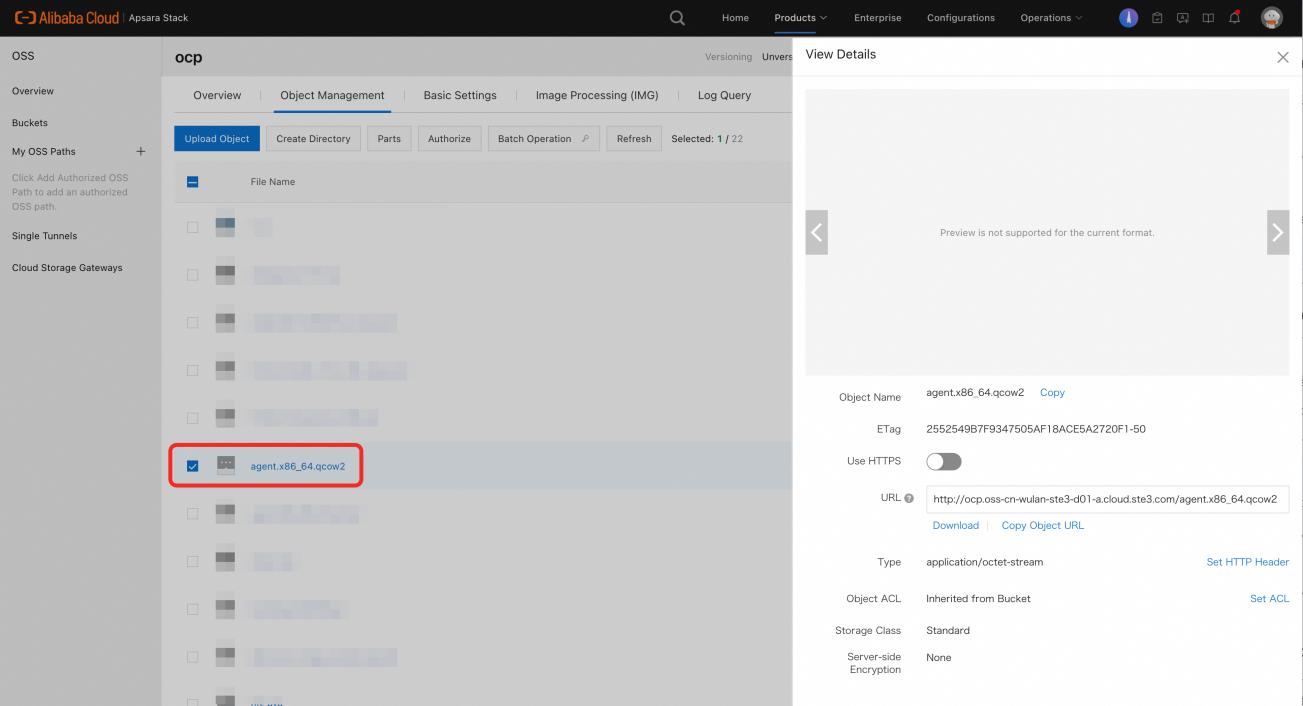 Alibaba Cloud | Apsara Stack
Home
Products
Enterprise
Configurations
Operations
OSS
Overview
Buckets
My OSS Paths
Click Add Authorized OSS
Path to add an authorized
OSS path.
Single Tunnels
Cloud Storage Gateways
ocp
Versioning Unvers
Overview
Object Management
Basic Settings
Image Processing (IMG)
Log Query
Upload Object
Create Directory
Parts
Authorize
Batch Operation
Refresh
Selected: 1 / 22
File Name
agent.x86_64.qcow2
View Details
Preview is not supported for the current format.
Object Name agent.x86_64.qcow2 Copy
ETag 2552549B7F9347505AF18ACE5A2720F1-50
Use HTTPS
URL http://ocp.oss-cn-wulan-ste3-d01-a.cloud.ste3.com/agent.x86_64.qcow2
Download Copy Object URL
Type application/octet-stream Set HTTP Header
Object ACL Inherited from Bucket Set ACL
Storage Class Standard
Server-side
Encryption
None